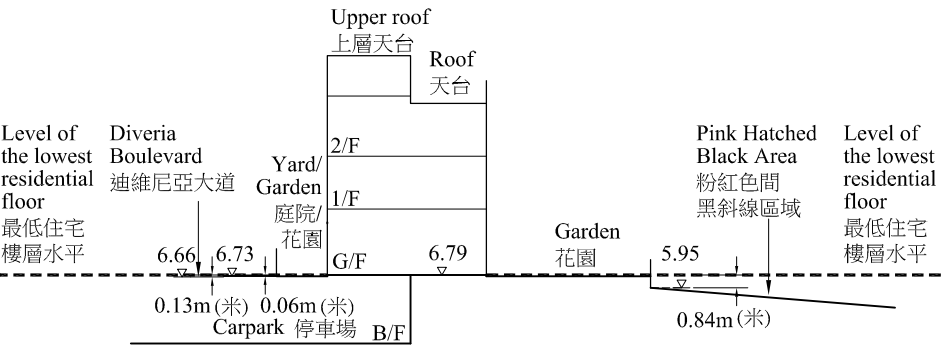 Upper roof
上層天台
Roof
天台
Level of
the lowest
residential
floor
最低住宅
樓層水平
Diveria
Boulevard
迪維尼亞大道
Yard/
Garden
庭院/
花園
2/F
1/F
G/F
B/F
6.66
6.73
6.79
0.13m (米)
0.06m (米)
Carpark 停車場
Garden
花園
5.95
0.84m (米)
Pink Hatched
Black Area
粉紅色間
黑斜線區域
Level of
the lowest
residential
floor
最低住宅
樓層水平